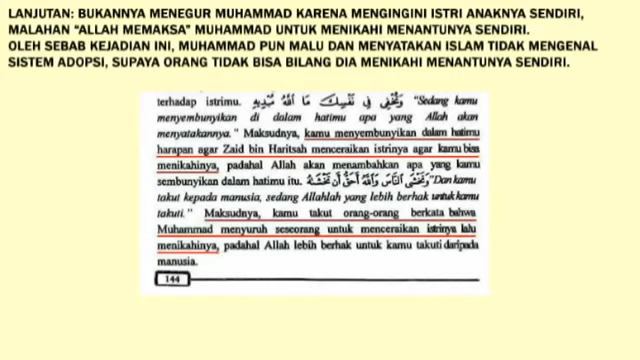 LANJUTAN: BUKANNYA MENEGUR MUHAMMAD KARENA MENGINGINI ISTRI ANAKNYA SENDIRI,
MALAHAN “ALLAH MEMAKSA” MUHAMMAD UNTUK MENIKAHI MENANTUNYA SENDIRI.
OLEH SEBAB KEJADIAN INI, MUHAMMAD PUN MALU DAN MENYATAKAN ISLAM TIDAK MENGENAL
SISTEM ADOPSI, SUPAYA ORANG TIDAK BISA BILANG DIA MENIKAHI MENANTUNYA SENDIRI.
terhadap istrimu. وَتُخْفِي فِي نَفْسِكَ مَا اللَّهُ مُبْدِيهِ "Sedang kamu
menyembunyikan di dalam hatimu apa yang Allah akan
menyatakannya." Maksudnya, kamu menyembunyikan dalam hatimu
harapan agar Zaid bin Haritsah menceraikan istrinya agar kamu bisa
menikahinya, padahal Allah akan menambahkan apa yang kamu
sembunyikan dalam hatimu itu. وَتَخْشَى النَّاسَ وَاللَّهُ أَحَقُّ أَن تَخْشَاهُ "Dan kamu
takut kepada manusia, sedang Allahlah yang lebih berhak untuk kamu
takuti." Maksudnya, kamu takut orang-orang berkata bahwa
Muhammad menyuruh seseorang untuk menceraikan istrinya lalu
menikahinya, padahal Allah lebih berhak untuk kamu takuti daripada
manusia.
144